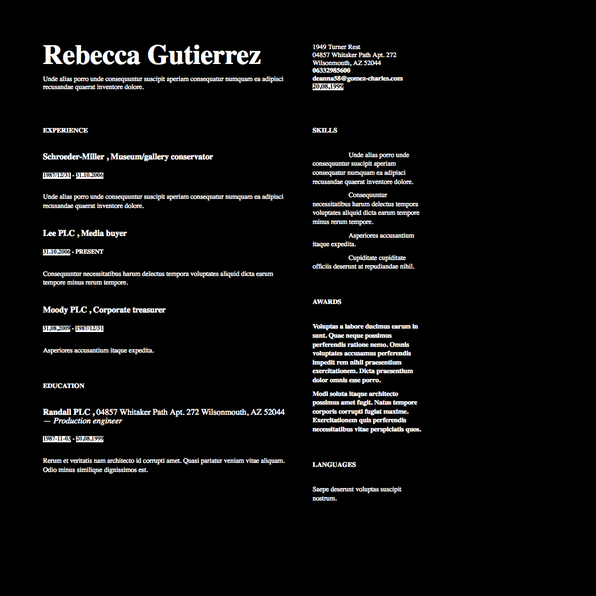 Rebecca Gutierrez
Unde alias porro unde consequuntur suscipit aperiam consequatur numquam ea adipisci
recusandae quaerat inventore dolore.
1949 Turner Rest
04857 Whitaker Path Apt. 272
Wilsonmouth, AZ 52044
06332985600
deanna58@gomez-charles.com
20.08.1999
EXPERIENCE
Schroeder-Miller , Museum/gallery conservator
1987/12/31 - 31.10.2006
Unde alias porro unde consequuntur suscipit aperiam consequatur numquam ea adipisci
recusandae quaerat inventore dolore.
Lee PLC , Media buyer
31.10.2006 - PRESENT
Consequuntur necessitatibus harum delectus tempora voluptates aliquid dicta earum
tempore minus rerum tempore.
Moody PLC , Corporate treasurer
31.08.2009 - 1987/12/31
Asperiores accusantium itaque expedita.
EDUCATION
Randall PLC , 04857 Whitaker Path Apt. 272 Wilsonmouth, AZ 52044
— Production engineer
1987-11-03 - 20.08.1999
Rerum et veritatis nam architecto id corrupti amet. Quasi pariatur veniam vitae aliquam.
Odio minus similique dignissimos est.
SKILLS
Unde alias porro unde
consequuntur suscipit aperiam
consequatur numquam ea adipisci
recusandae quaerat inventore dolore.
Consequuntur
necessitatibus harum delectus tempora
voluptates aliquid dicta earum tempore
minus rerum tempore.
Asperiores accusantium
itaque expedita.
Cupiditate cupiditate
officiis deserunt at repudiandae nihil.
AWARDS
Voluptas a labore ducimus earum in
sunt. Quae neque possimus
perferendis ratione nemo. Omnis
voluptates accusamus perferendis
impedit rem nihil praesentium
exercitationem. Dicta praesentium
dolor omnis esse porro.
Modi soluta itaque architecto
possimus amet fugit. Natus tempore
corporis corrupti fugiat maxime.
Exercitationem quis perferendis
necessitatibus vitae perspiciatis quos.
LANGUAGES
Saepe deserunt voluptas suscipit
nostrum.